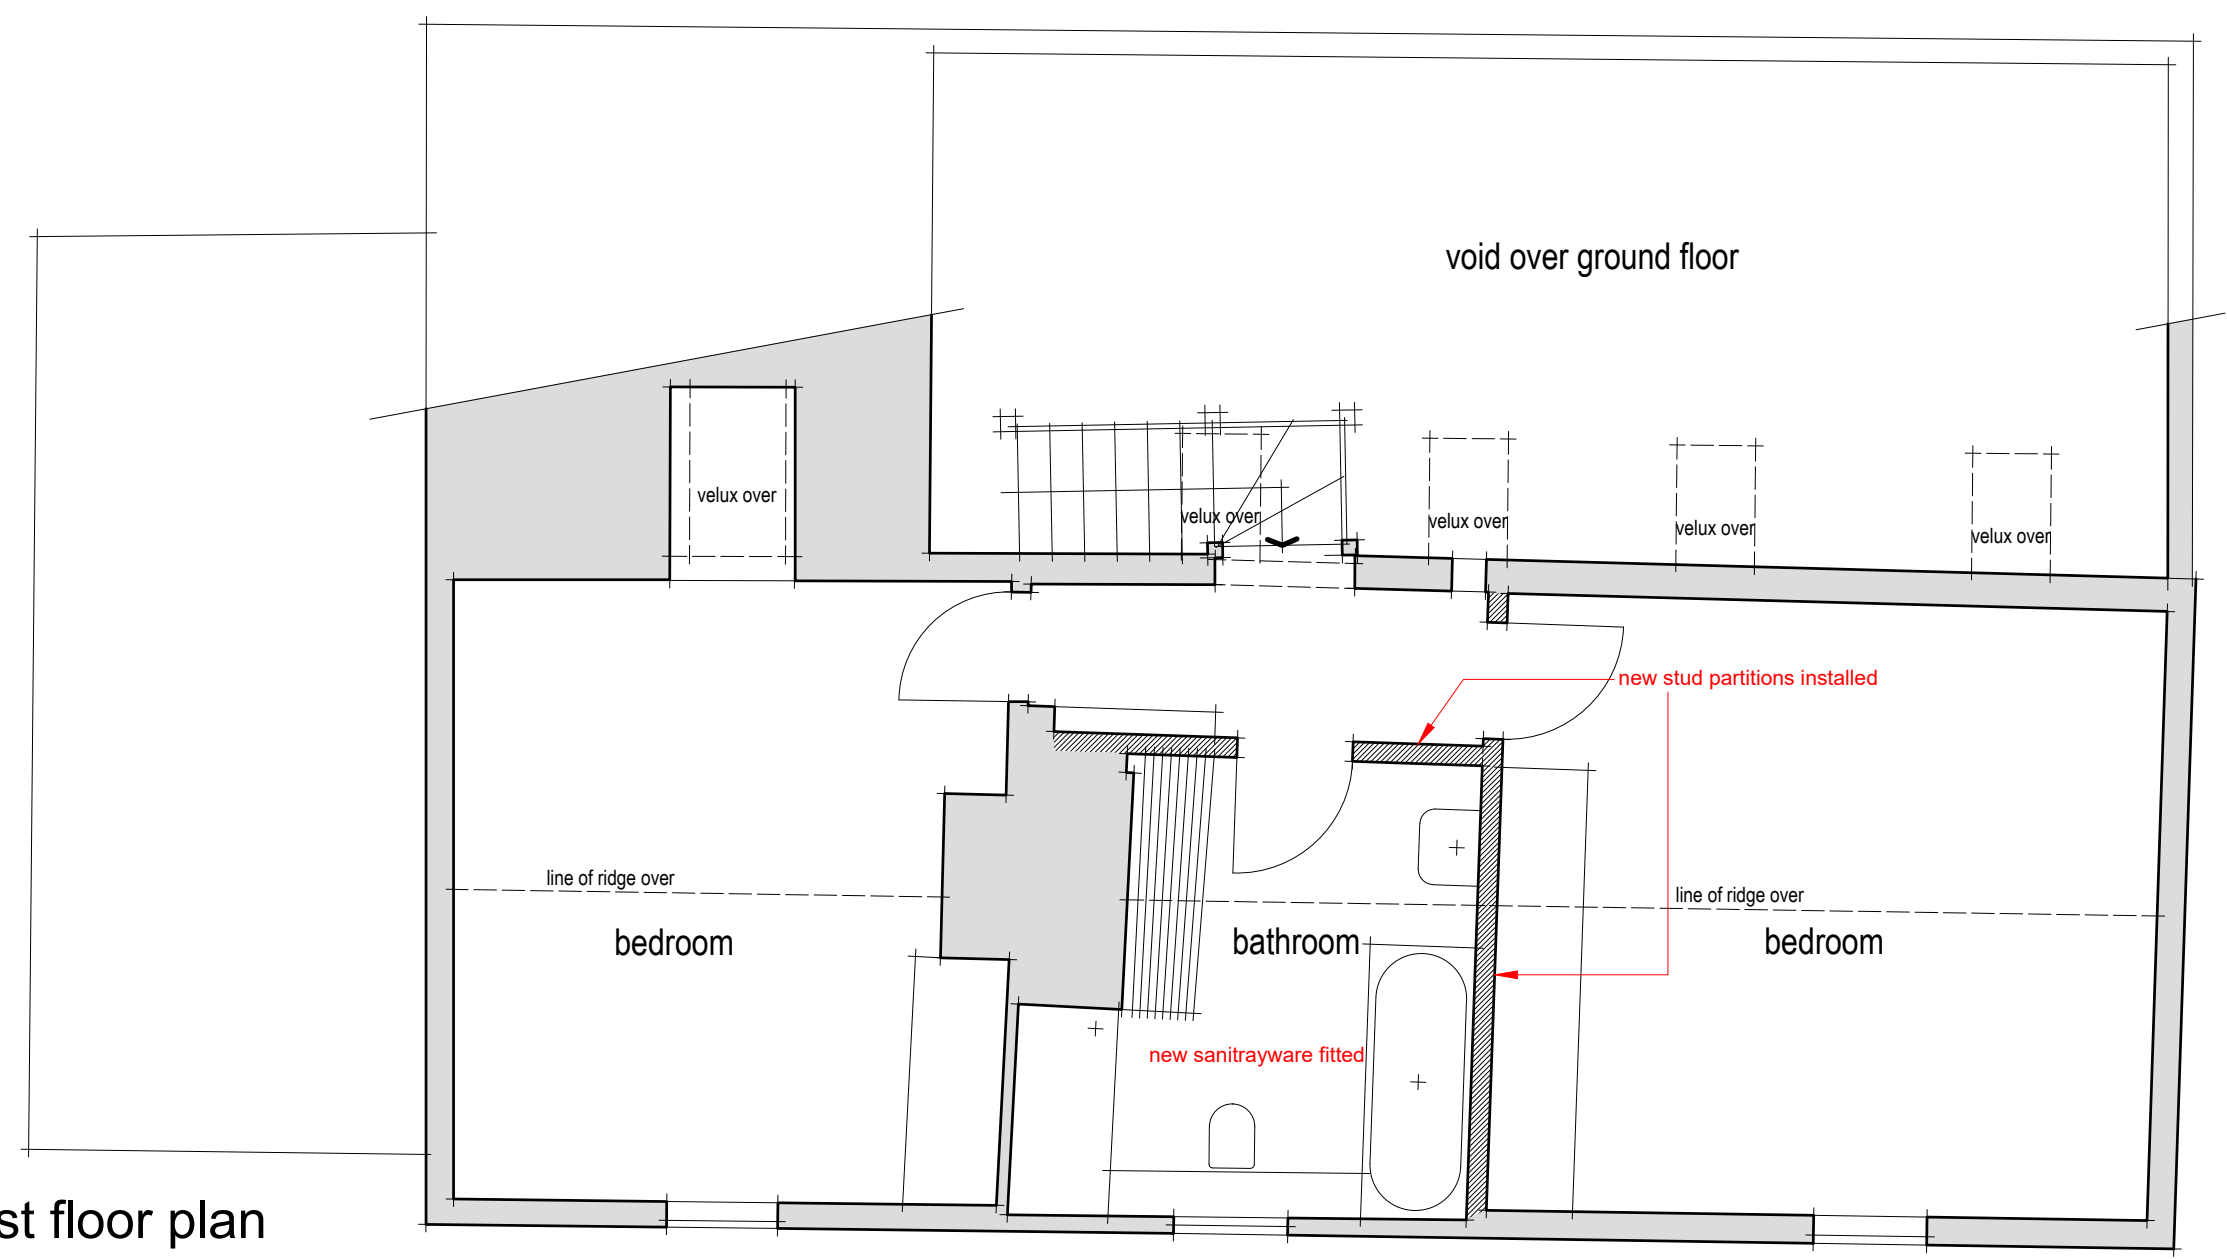 void over ground floor
velux over
velux over
velux over
velux over
velux over
new stud partitions installed
line of ridge over
line of ridge over
bedroom
bathroom
bedroom
new sanitrayware fitted
st floor plan